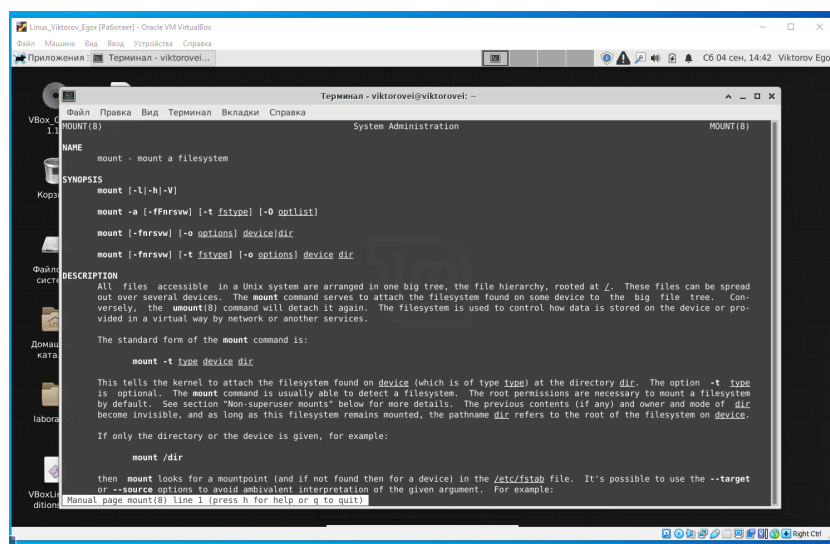 Linux_Viktorov_Egor [Работает] - Oracle VM VirtualBox
Файл Машина Вид Ввод Устройства Справка
Приложения Терминал - viktorovei... Сб 04 сен, 14:42 Viktorov Ego
Терминал - viktorovei@viktorovei: ~
Файл Правка Вид Терминал Вкладки Справка
MOUNT(8) System Administration MOUNT(8)
NAME
mount - mount a filesystem
SYNOPSIS
mount [-l|-h|-V]
mount -a [-fFnrsvw] [-t fstype] [-O optlist]
mount [-fnrsvw] [-o options] device|dir
mount [-fnrsvw] [-t fstype] [-o options] device dir
DESCRIPTION
All files accessible in a Unix system are arranged in one big tree, the file hierarchy, rooted at /. These files can be spread
out over several devices. The mount command serves to attach the filesystem found on some device to the big file tree. Con-
versely, the umount(8) command will detach it again. The filesystem is used to control how data is stored on the device or pro-
vided in a virtual way by network or another services.
The standard form of the mount command is:
mount -t type device dir
This tells the kernel to attach the filesystem found on device (which is of type type) at the directory dir. The option -t type
is optional. The mount command is usually able to detect a filesystem. The root permissions are necessary to mount a filesystem
by default. See section "Non-superuser mounts" below for more details. The previous contents (if any) and owner and mode of dir
become invisible, and as long as this filesystem remains mounted, the pathname dir refers to the root of the filesystem on device.
If only the directory or the device is given, for example:
mount /dir
then mount looks for a mountpoint (and if not found then for a device) in the /etc/fstab file. It's possible to use the --target
or --source options to avoid ambivalent interpretation of the given argument. For example:
Manual page mount(8) line 1 (press h for help or q to quit)
VBox_G
1.1
Корз
Файло
систе
Домаш
ката
labora
VBoxLin
ditions
Right Ctrl